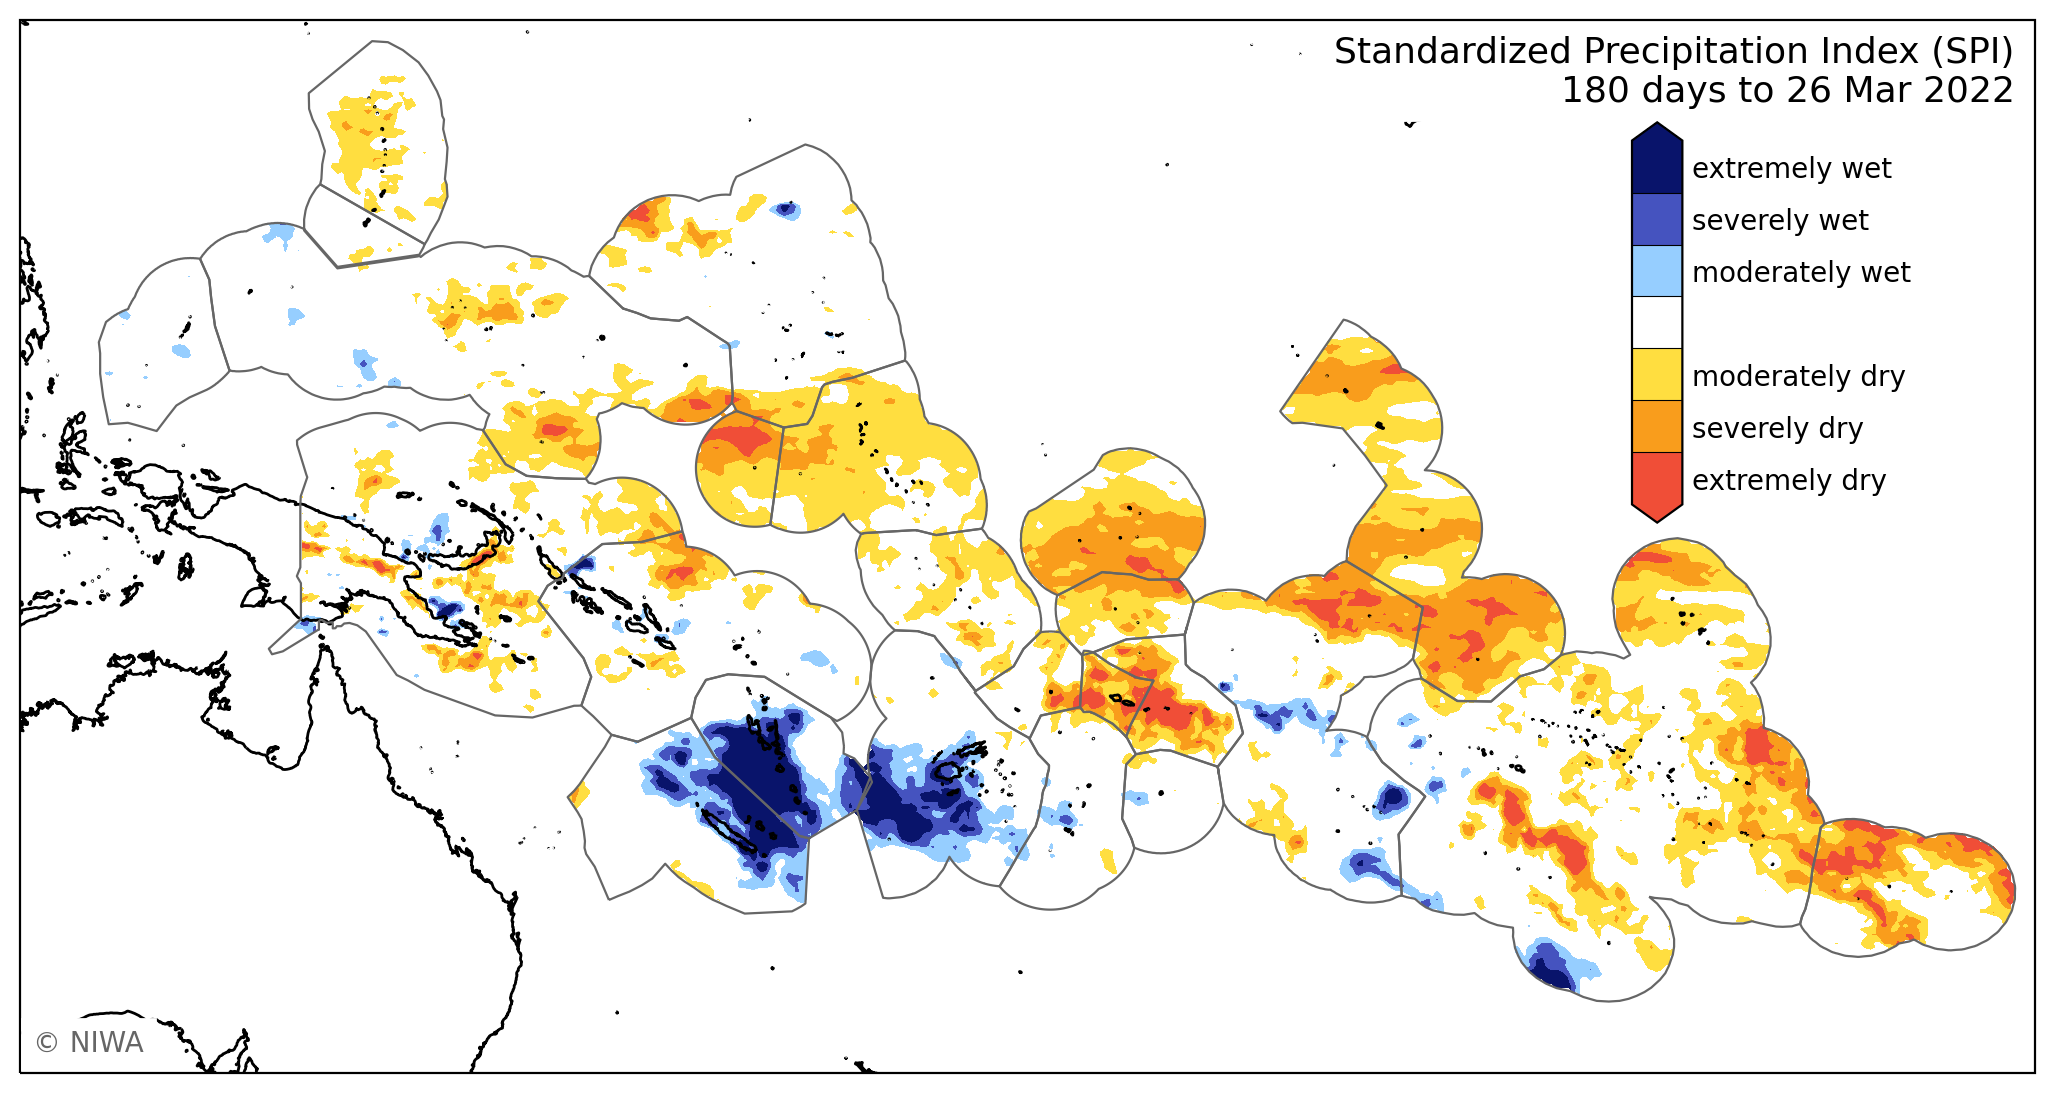 Standardized Precipitation Index (SPI)
180 days to 26 Mar 2022
extremely wet
severely wet
moderately wet
moderately dry
severely dry
extremely dry
© NIWA